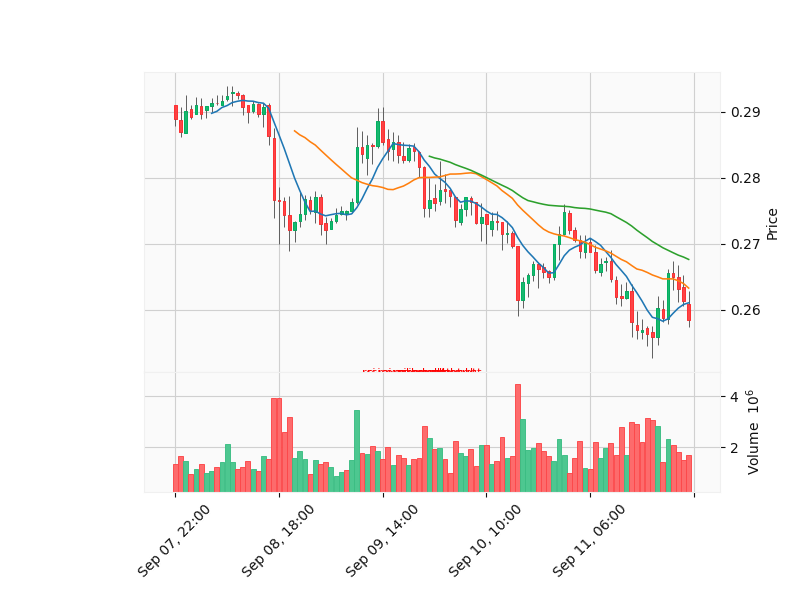 0.29
0.28
0.27
0.26
Price
4
2
Volume 10⁶
Sep 07, 22:00
Sep 08, 18:00
Sep 09, 14:00
Sep 10, 10:00
Sep 11, 06:00